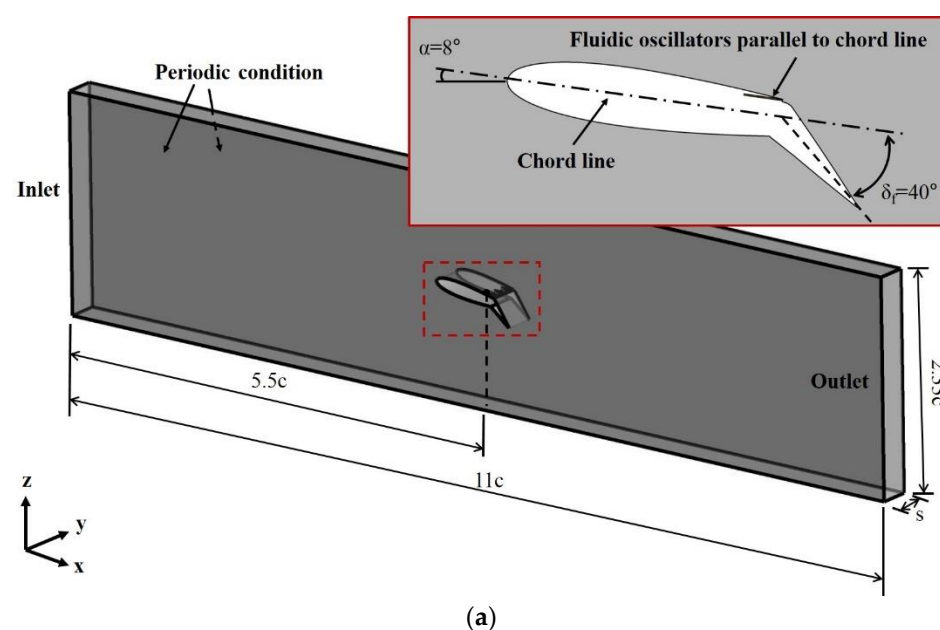 α=8°
Fluidic oscillators parallel to chord line
Periodic condition
Chord line
Inlet
δf=40°
5.5c
Outlet
11c
s
z
y
x
(a)